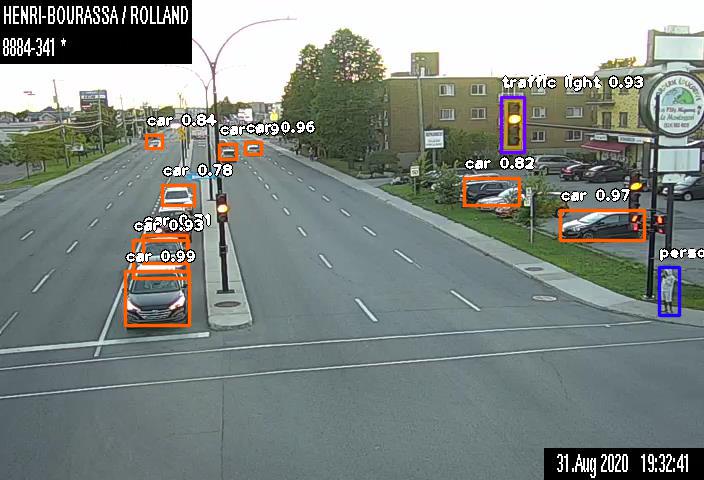 HENRI-BOURASSA / ROLLAND
8884-341 *
traffic light 0.93
car 0.84
car 0.96
car 0.82
car 0.78
car 0.97
car 0.93
car 0.99
perso
31.Aug 2020 19:32:41